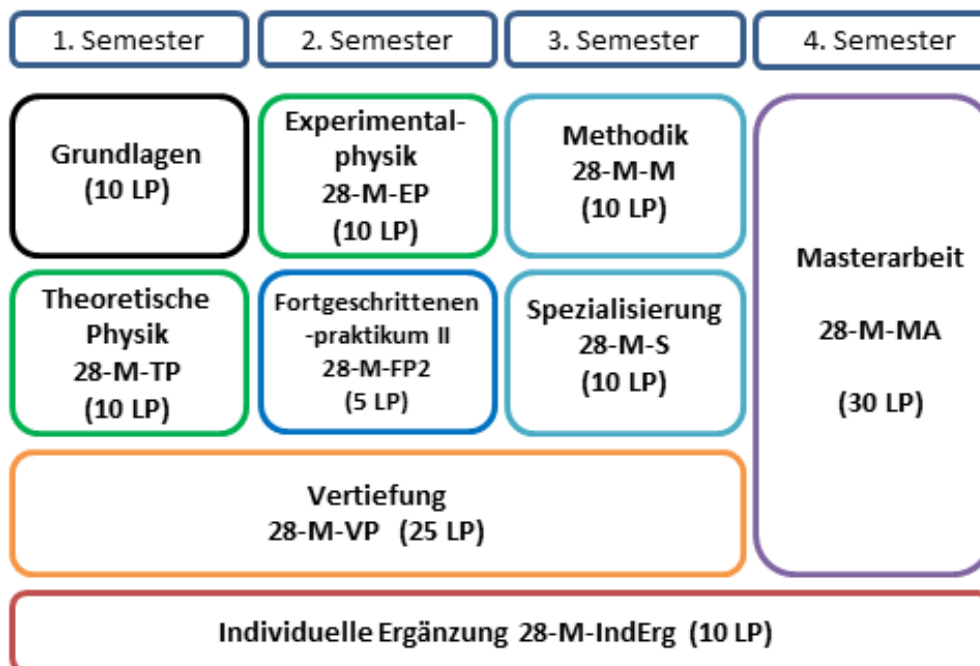 1. Semester
2. Semester
3. Semester
4. Semester
Grundlagen
(10 LP)
Experimental-
physik
28-M-EP
(10 LP)
Methodik
28-M-M
(10 LP)
Masterarbeit
28-M-MA
(30 LP)
Theoretische
Physik
28-M-TP
(10 LP)
Fortgeschrittenen
-praktikum II
28-M-FP2
(5 LP)
Spezialisierung
28-M-S
(10 LP)
Vertiefung
28-M-VP (25 LP)
Individuelle Ergänzung 28-M-IndErg (10 LP)